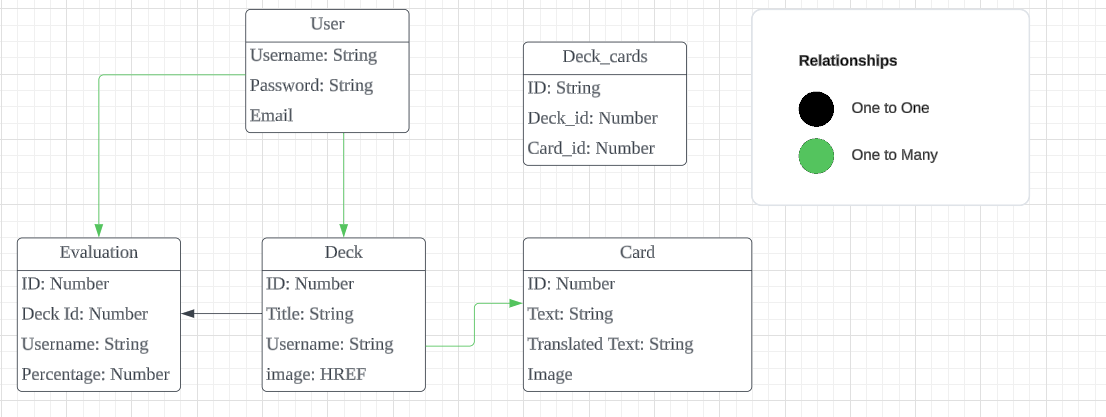 User
Username: String
Password: String
Email
Deck_cards
ID: String
Deck_id: Number
Card_id: Number
Relationships
One to One
One to Many
Evaluation
ID: Number
Deck Id: Number
Username: String
Percentage: Number
Deck
ID: Number
Title: String
Username: String
image: HREF
Card
ID: Number
Text: String
Translated Text: String
Image